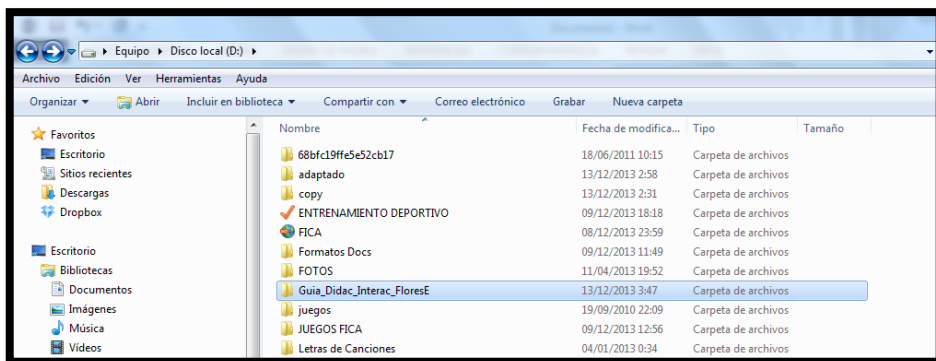 Equipo ▸ Disco local (D:) ▸
Archivo Edición Ver Herramientas Ayuda
Organizar Abrir Incluir en biblioteca Compartir con Correo electrónico Grabar Nueva carpeta
Favoritos
Escritorio
Sitios recientes
Descargas
Dropbox
Escritorio
Bibliotecas
Documentos
Imágenes
Música
Vídeos
Nombre Fecha de modifica... Tipo Tamaño
68bfc19ffe5e52cb17 18/06/2011 10:15 Carpeta de archivos
adaptado 13/12/2013 2:58 Carpeta de archivos
copy 13/12/2013 2:31 Carpeta de archivos
ENTRENAMIENTO DEPORTIVO 09/12/2013 18:18 Carpeta de archivos
FICA 08/12/2013 23:59 Carpeta de archivos
Formatos Docs 09/12/2013 11:49 Carpeta de archivos
FOTOS 11/04/2013 19:52 Carpeta de archivos
Guia_Didac_Interac_FloresE 13/12/2013 3:47 Carpeta de archivos
juegos 19/09/2010 22:09 Carpeta de archivos
JUEGOS FICA 09/12/2013 12:56 Carpeta de archivos
Letras de Canciones 04/01/2013 0:34 Carpeta de archivos